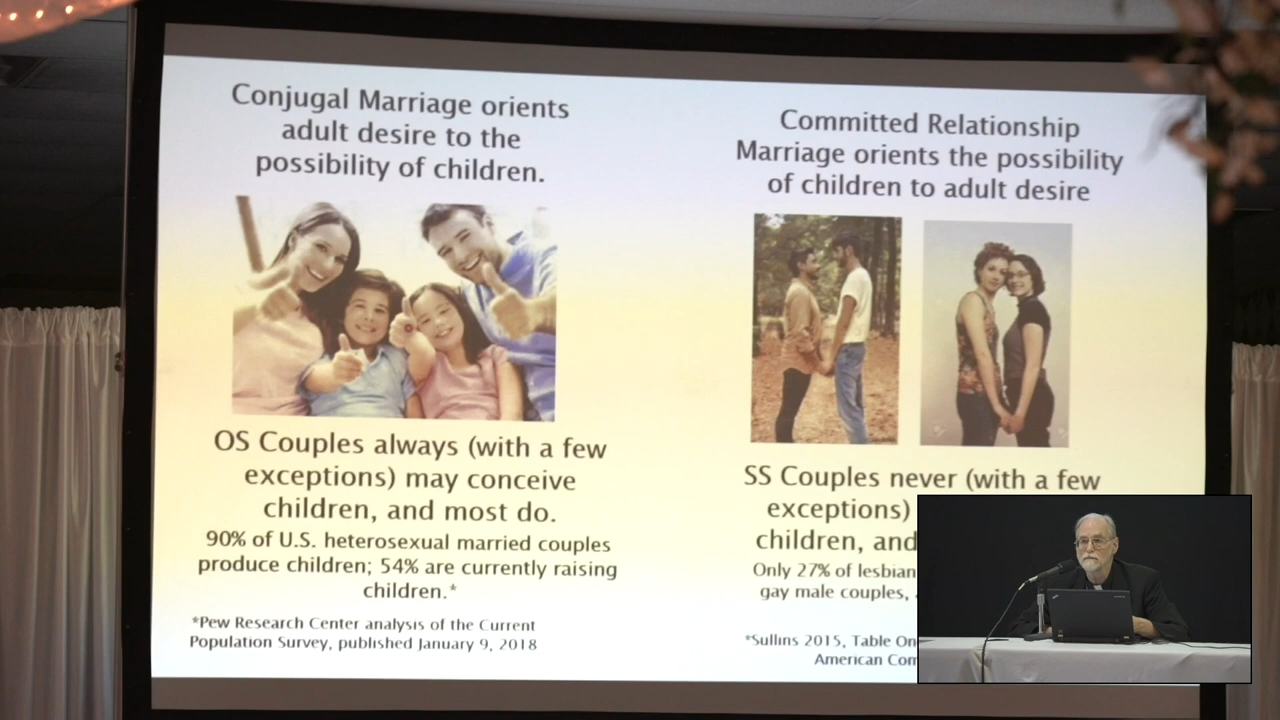 Conjugal Marriage orients
adult desire to the
possibility of children.
OS Couples always (with a few
exceptions) may conceive
children, and most do.
90% of U.S. heterosexual married couples
produce children; 54% are currently raising
children.*
*Pew Research Center analysis of the Current
Population Survey, published January 9, 2018
Committed Relationship
Marriage orients the possibility
of children to adult desire
SS Couples never (with a few
exceptions)
children, and
Only 27% of lesbian
gay male couples,
*Sullins 2015, Table On
American Com